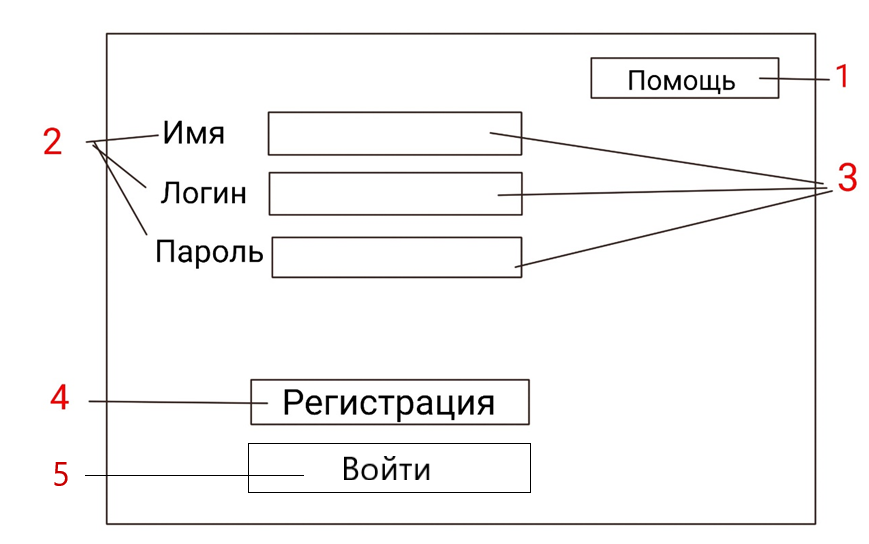 Помощь 1
2 Имя
Логин 3
Пароль
4 Регистрация
5 Войти